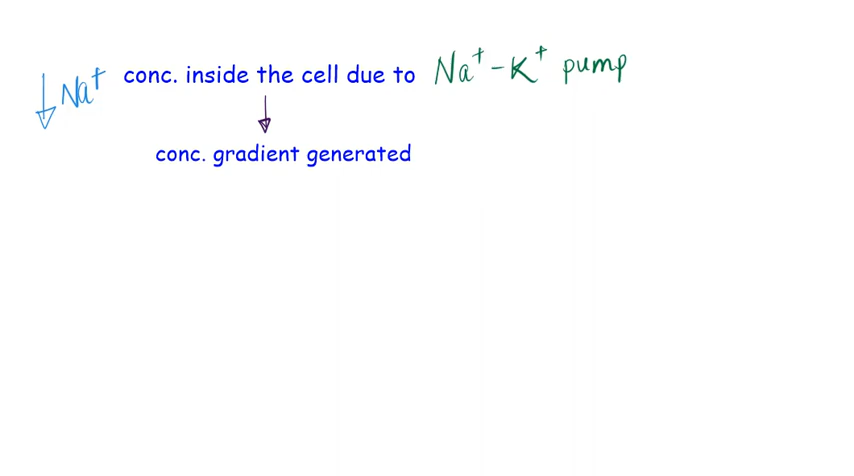 ↓ Na⁺ conc. inside the cell due to Na⁺ - K⁺ pump
↓
conc. gradient generated